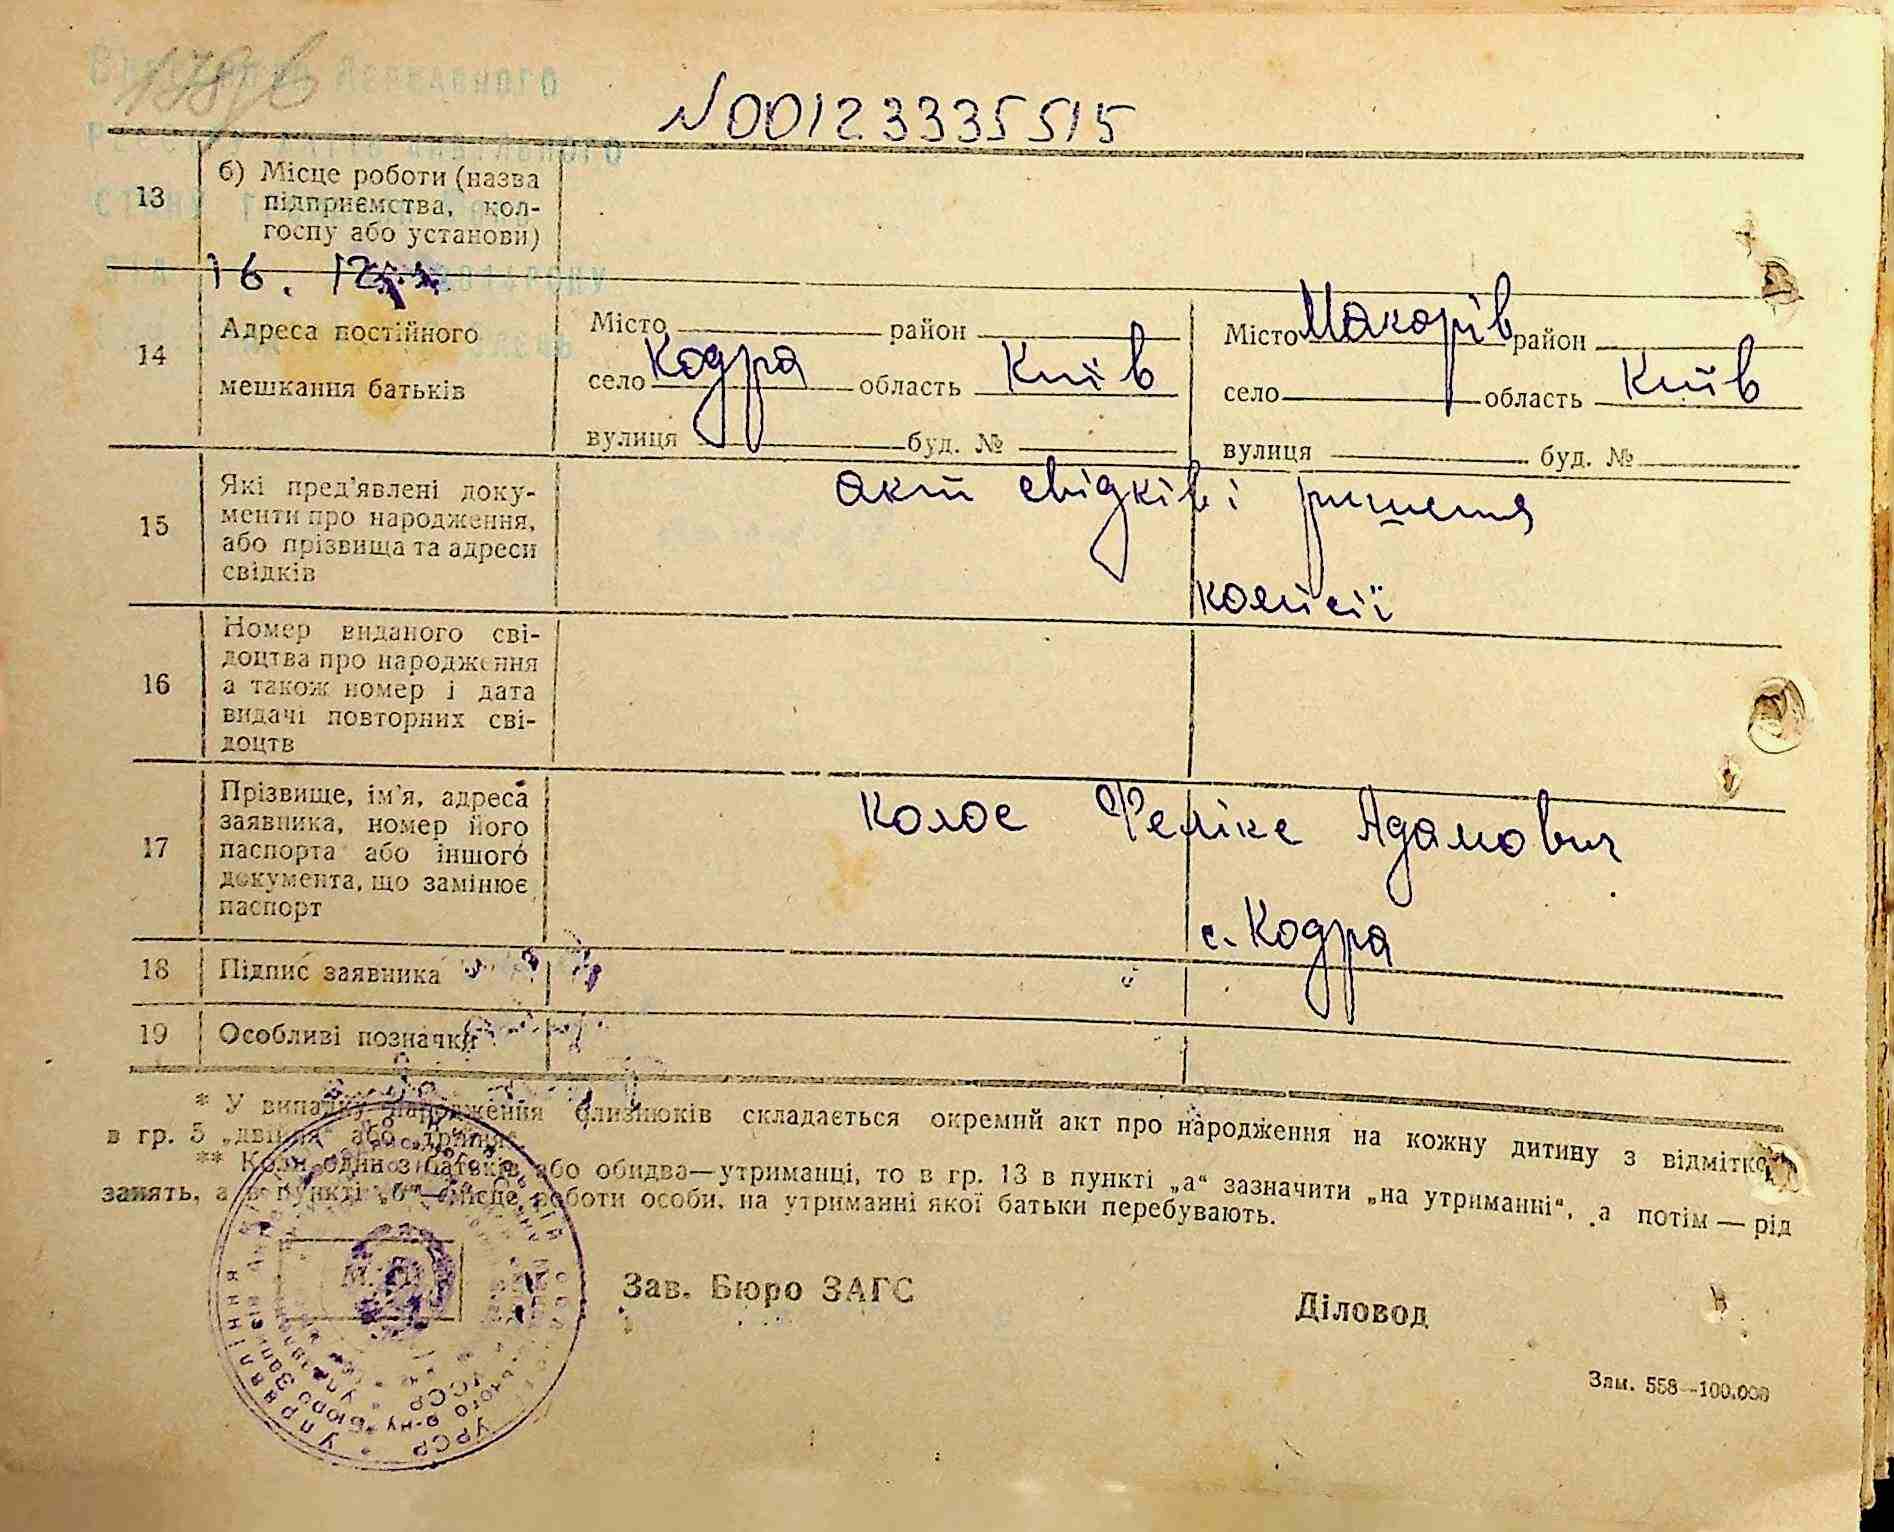 178
№00123335515
13 б) Місце роботи (назва
підприємства, кол-
госпу або установи)
16. 12
14 Адреса постійного
мешкання батьків
Місто район
село Кодра область Київ
вулиця буд. №
Місто Макарів район
село область Київ
вулиця буд. №
15 Які пред'явлені доку-
менти про народження,
або прізвища та адреси
свідків
акт свідків і ришення
комісії
16 Номер виданого сві-
доцтва про народження
а також номер і дата
видачі повторних сві-
доцтв
17 Прізвище, ім'я, адреса
заявника, номер його
паспорта або іншого
документа, що замінює
паспорт
Колос Фелікс Адамович
с. Кодра
18 Підпис заявника
19 Особливі позначки
* У випадку народження близнюків складається окремий акт про народження на кожну дитину з відміткою
в гр. 5 „двійня“ або „трійня“.
** Коли один з батьків або обидва—утриманці, то в гр. 13 в пункті „а“ зазначити „на утриманні“, а потім — рід
занять, а в пункті „б“—місце роботи особи, на утриманні якої батьки перебувають.
М. П.
Зав. Бюро ЗАГС
Діловод
Зам. 558—100.000